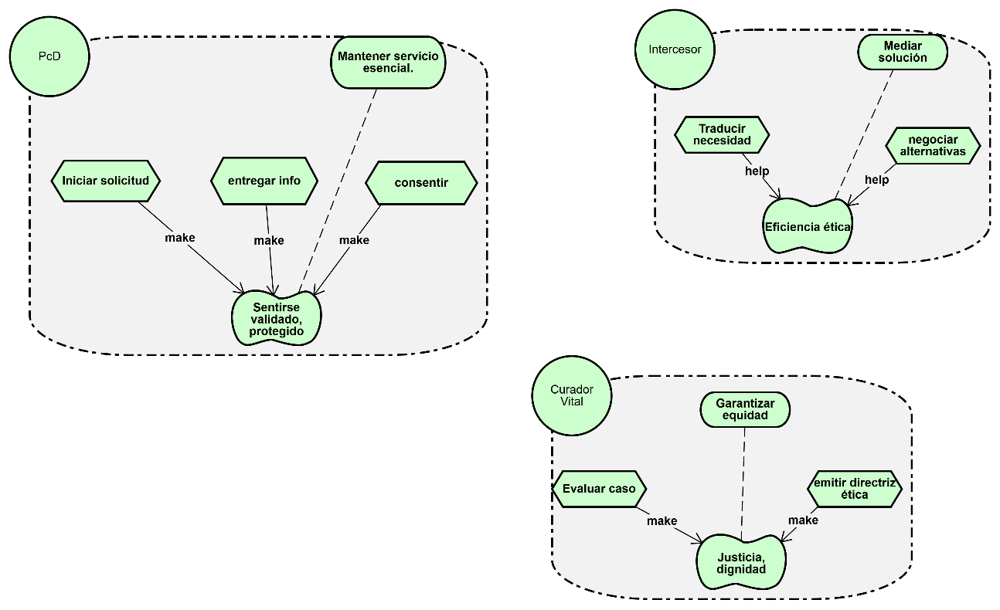 PcD
Mantener servicio
esencial.
Iniciar solicitud
entregar info
consentir
make
make
make
Sentirse
validado,
protegido
Intercesor
Mediar
solución
Traducir
necesidad
negociar
alternativas
help
help
Eficiencia ética
Curador
Vital
Garantizar
equidad
Evaluar caso
emitir directriz
ética
make
make
Justicia,
dignidad